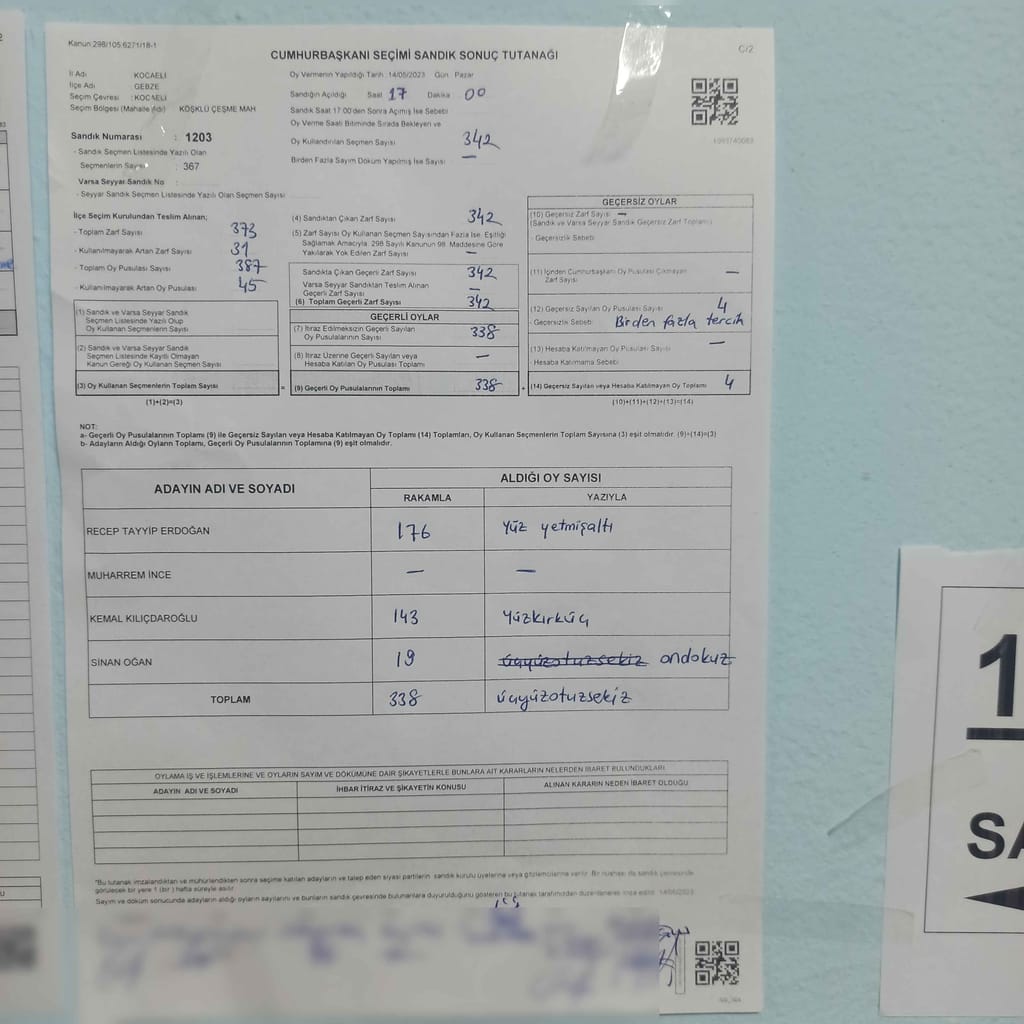 Kanun 298/105 6271/18-1
CUMHURBAŞKANI SEÇİMİ SANDIK SONUÇ TUTANAĞI
C/2
İl Adı KOCAELİ
İlçe Adı GEBZE
Seçim Çevresi : KOCAELİ
Seçim Bölgesi (Mahalle /Köy) KÖŞKLÜ ÇEŞME MAH
Oy Vermenin Yapıldığı Tarih : 14/05/2023 Gün Pazar
Sandığın Açıldığı Saat 17 Dakika 00
Sandık Saat 17.00'den Sonra Açılmış İse Sebebi
Oy Verme Saati Bitiminde Sırada Bekleyen ve
Oy Kullandırılan Seçmen Sayısı 342
Birden Fazla Sayım Döküm Yapılmış İse Sayısı —
Sandık Numarası : 1203
- Sandık Seçmen Listesinde Yazılı Olan
Seçmenlerin Sayısı : 367
Varsa Seyyar Sandık No
- Seyyar Sandık Seçmen Listesinde Yazılı Olan Seçmen Sayısı
İlçe Seçim Kurulundan Teslim Alınan;
- Toplam Zarf Sayısı 373
- Kullanılmayarak Artan Zarf Sayısı 31
- Toplam Oy Pusulası Sayısı 387
- Kullanılmayarak Artan Oy Pusulası 45
(1) Sandık ve Varsa Seyyar Sandık
Seçmen Listesinde Yazılı Olup
Oy Kullanan Seçmenlerin Sayısı
(2) Sandık ve Varsa Seyyar Sandık
Seçmen Listesinde Kayıtlı Olmayan
Kanun Gereği Oy Kullanan Seçmen Sayısı
(3) Oy Kullanan Seçmenlerin Toplam Sayısı
(1)+(2)=(3)
=
(4) Sandıktan Çıkan Zarf Sayısı 342
(5) Zarf Sayısı Oy Kullanan Seçmen Sayısından Fazla İse, Eşitliği
Sağlamak Amacıyla, 298 Sayılı Kanunun 98. Maddesine Göre
Yakılarak Yok Edilen Zarf Sayısı —
Sandıkta Çıkan Geçerli Zarf Sayısı 342
Varsa Seyyar Sandıktan Teslim Alınan
Geçerli Zarf Sayısı —
(6) Toplam Geçerli Zarf Sayısı 342
GEÇERLİ OYLAR
(7) İtiraz Edilmeksizin Geçerli Sayılan
Oy Pusulalarının Sayısı 338
(8) İtiraz Üzerine Geçerli Sayılan veya
Hesaba Katılan Oy Pusulası Toplamı —
(9) Geçerli Oy Pusulalarının Toplamı 338
+
GEÇERSİZ OYLAR
(10) Geçersiz Zarf Sayısı —
(Sandık ve Varsa Seyyar Sandık Geçersiz Zarf Toplamı)
- Geçersizlik Sebebi
(11) İçinden Cumhurbaşkanı Oy Pusulası Çıkmayan
Zarf Sayısı —
(12) Geçersiz Sayılan Oy Pusulası Sayısı 4
- Geçersizlik Sebebi Birden fazla tercih
(13) Hesaba Katılmayan Oy Pusulası Sayısı —
- Hesaba Katılmama Sebebi
(14) Geçersiz Sayılan veya Hesaba Katılmayan Oy Toplamı 4
(10)+(11)+(12)+(13)=(14)
NOT:
a- Geçerli Oy Pusulalarının Toplamı (9) ile Geçersiz Sayılan veya Hesaba Katılmayan Oy Toplamı (14) Toplamları, Oy Kullanan Seçmenlerin Toplam Sayısına (3) eşit olmalıdır. (9)+(14)=(3)
b- Adayların Aldığı Oyların Toplamı, Geçerli Oy Pusulalarının Toplamına (9) eşit olmalıdır.
ADAYIN ADI VE SOYADI
ALDIĞI OY SAYISI
RAKAMLA YAZIYLA
RECEP TAYYİP ERDOĞAN 176 Yüz yetmişaltı
MUHARREM İNCE — —
KEMAL KILIÇDAROĞLU 143 Yüzkırküç
SİNAN OĞAN 19 üçyüzotuzsekiz ondokuz
TOPLAM 338 üçyüzotuzsekiz
OYLAMA İŞ VE İŞLEMLERİNE VE OYLARIN SAYIM VE DÖKÜMÜNE DAİR ŞİKAYETLERLE BUNLARA AİT KARARLARIN NELERDEN İBARET BULUNDUKLARI
ADAYIN ADI VE SOYADI İHBAR İTİRAZ VE ŞİKAYETİN KONUSU ALINAN KARARIN NEDEN İBARET OLDUĞU
"Bu tutanak imzalandıktan ve mühürlendikten sonra seçime katılan adayların ve talep eden siyasi partilerin sandık kurulu üyelerine veya gözlemcilerine verilir. Bir nüshası da sandık çevresinde
görülecek bir yere 1 (bir) hafta süreyle asılır.
Sayım ve döküm sonucunda adayların aldığı oyların sayılarını ve bunların sandık çevresinde bulunanlara duyurulduğunu gösteren bu tutanak tarafımızdan düzenlenerek imza edildi. 14/05/2023
1
SA